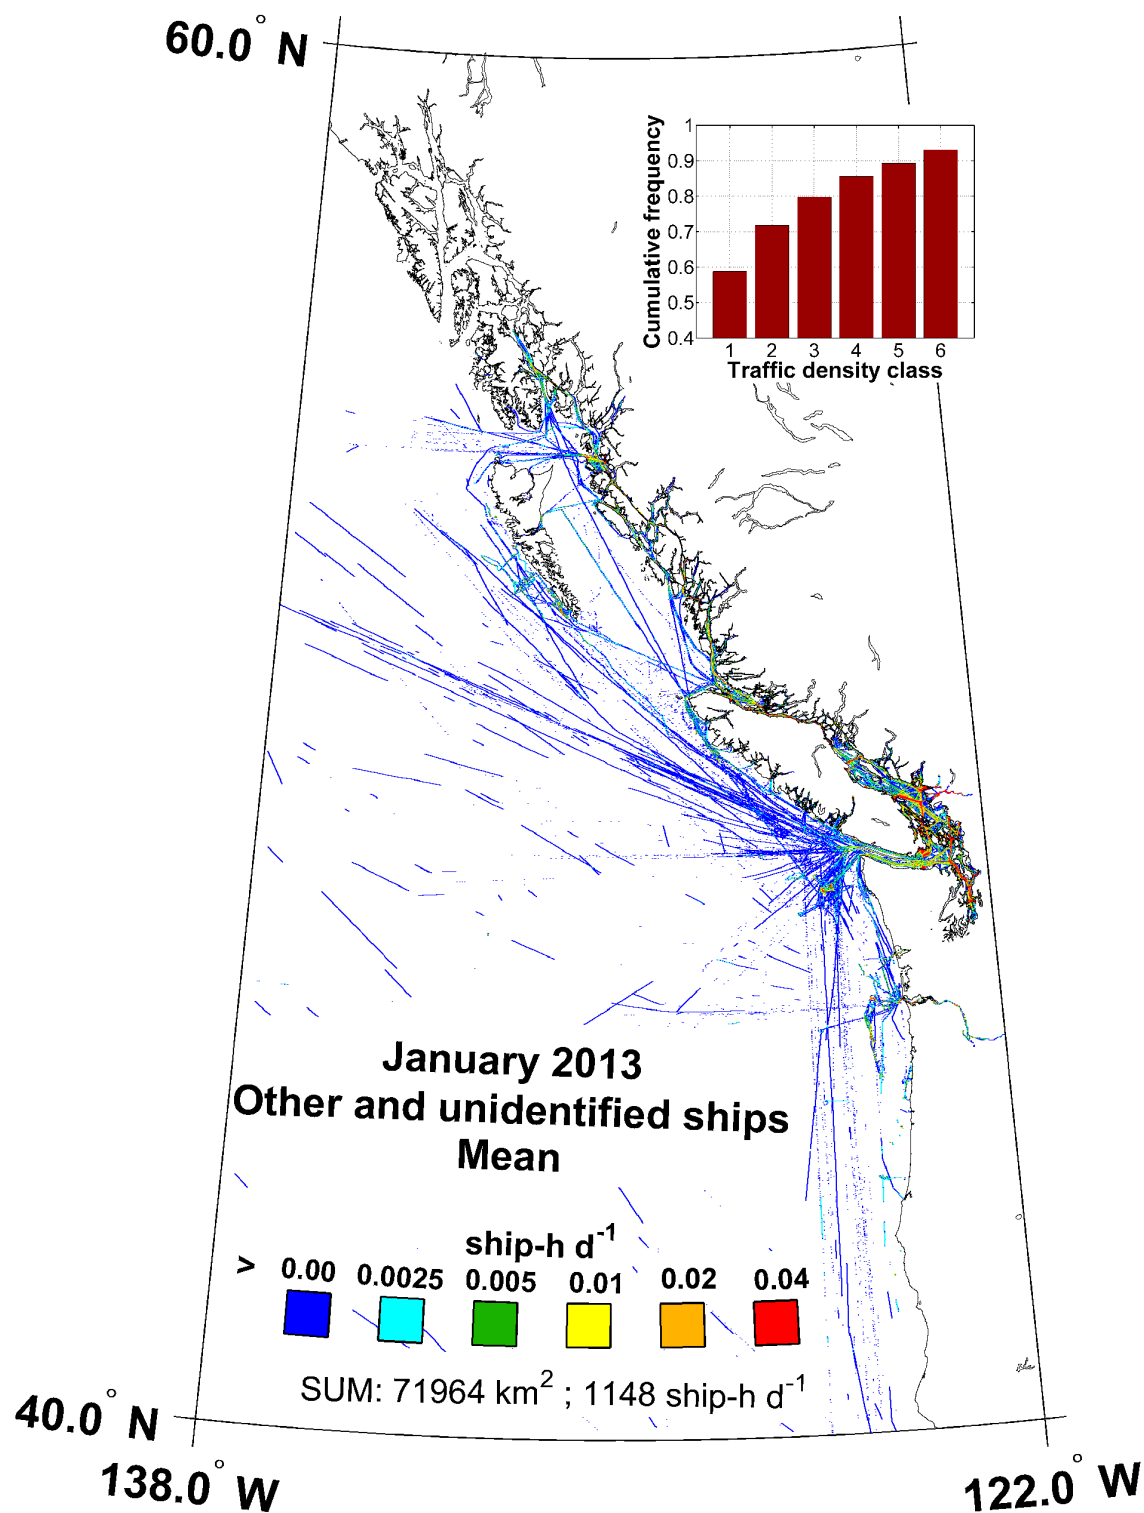 60.0° N
Cumulative frequency
1
0.9
0.8
0.7
0.6
0.5
0.4
1 2 3 4 5 6
Traffic density class
January 2013
Other and unidentified ships
Mean
ship-h d⁻¹
> 0.00 0.0025 0.005 0.01 0.02 0.04
SUM: 71964 km² ; 1148 ship-h d⁻¹
40.0° N
138.0° W
122.0° W